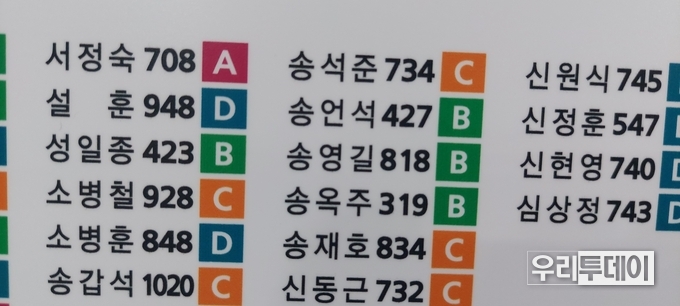 서정숙 708 A
설 훈 948 D
성일종 423 B
소병철 928 C
소병훈 848 D
송갑석 1020 C
송석준 734 C
송언석 427 B
송영길 818 B
송옥주 319 B
송재호 834 C
신동근 732 C
신원식 745
신정훈 547
신현영 740
심상정 743
우리투데이